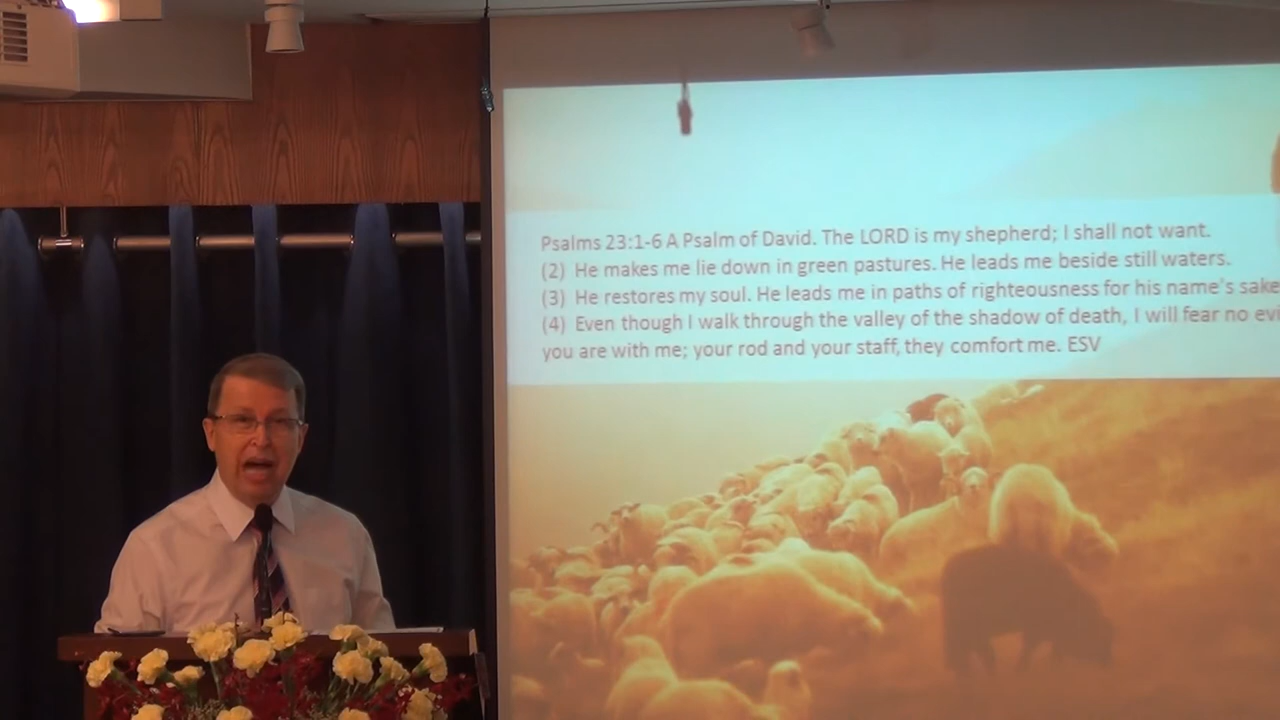 Psalms 23:1-6 A Psalm of David. The LORD is my shepherd; I shall not want.
(2) He makes me lie down in green pastures. He leads me beside still waters.
(3) He restores my soul. He leads me in paths of righteousness for his name's sake
(4) Even though I walk through the valley of the shadow of death, I will fear no evi
you are with me; your rod and your staff, they comfort me. ESV